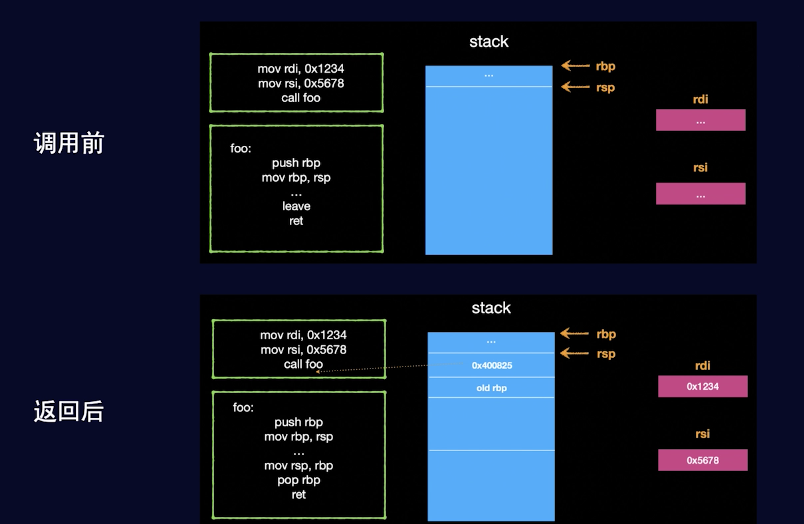 调用前
stack
mov rdi, 0x1234
mov rsi, 0x5678
call foo
foo:
push rbp
mov rbp, rsp
...
leave
ret
...
rbp
rsp
rdi
...
rsi
...
返回后
stack
mov rdi, 0x1234
mov rsi, 0x5678
call foo
foo:
push rbp
mov rbp, rsp
...
mov rsp, rbp
pop rbp
ret
...
0x400825
old rbp
rbp
rsp
rdi
0x1234
rsi
0x5678